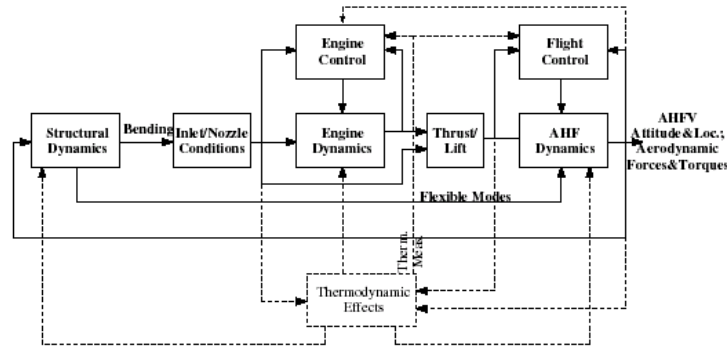 Engine
Control
Flight
Control
Structural
Dynamics
Bending
Inlet/Nozzle
Conditions
Engine
Dynamics
Thrust/
Lift
AHF
Dynamics
AHFV
Attitude&Loc.;
Aerodynamic
Forces&Torques
Flexible Modes
Therm.
Meas.
Thermodynamic
Effects